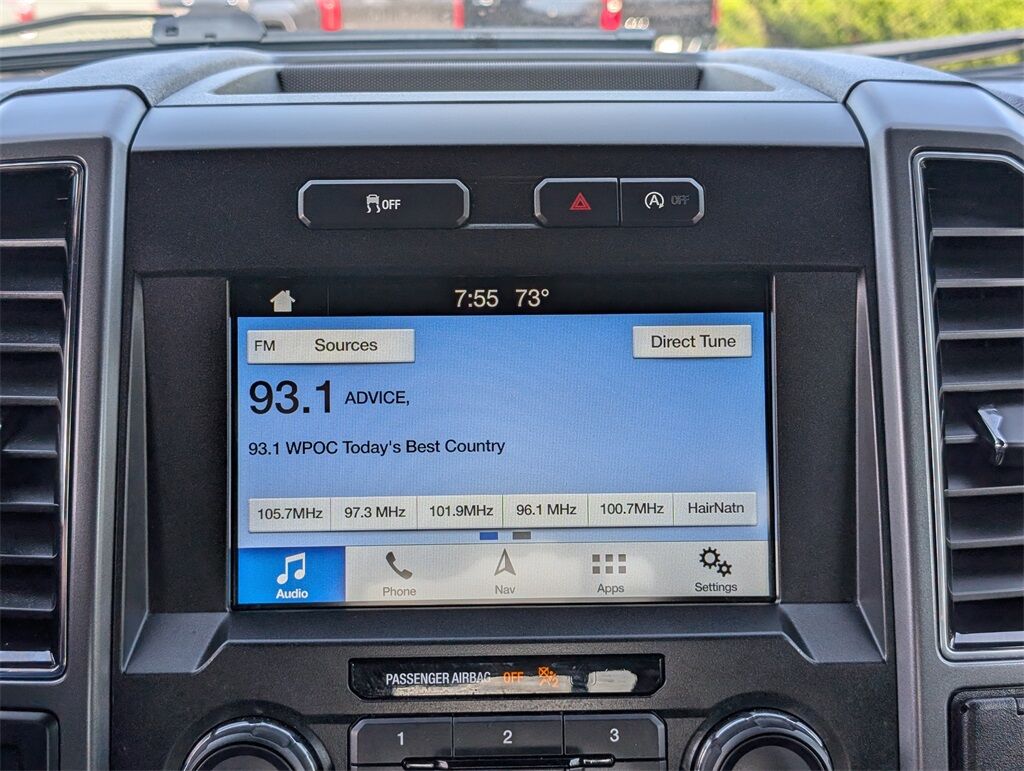 OFF
A OFF
7:55 73°
FM Sources
Direct Tune
93.1 ADVICE,
93.1 WPOC Today's Best Country
105.7MHz 97.3 MHz 101.9MHz 96.1 MHz 100.7MHz HairNatn
Audio Phone Nav Apps Settings
PASSENGER AIRBAG OFF
1 2 3